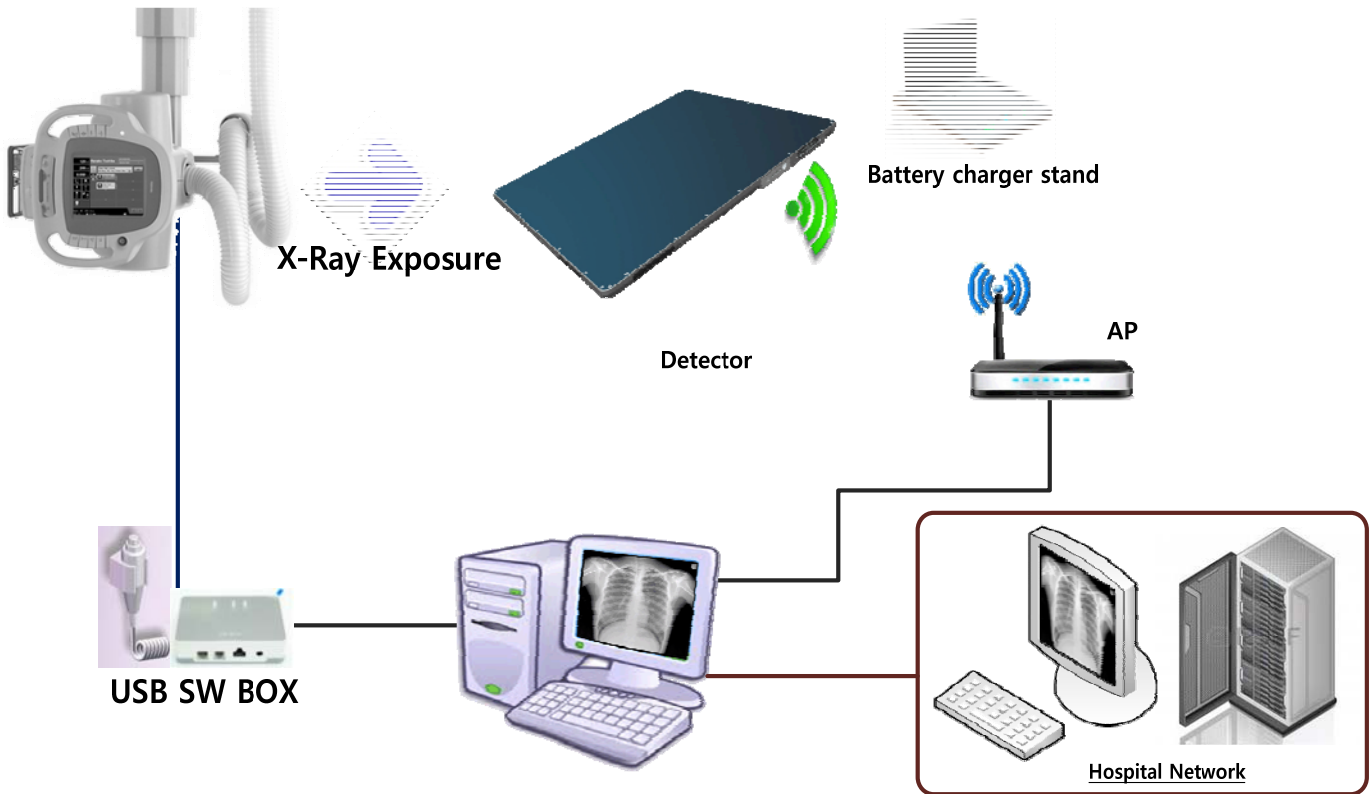 Battery charger stand
X-Ray Exposure
AP
Detector
USB SW BOX
Hospital Network